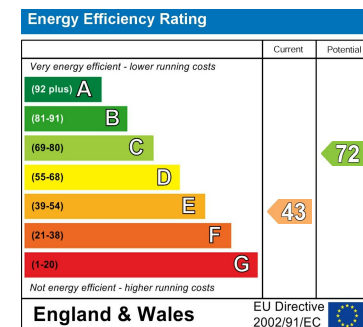 Energy Efficiency Rating
Current Potential
Very energy efficient - lower running costs
(92 plus) A
(81-91) B
(69-80) C
72
(55-68) D
(39-54) E
43
(21-38) F
(1-20) G
Not energy efficient - higher running costs
England & Wales
EU Directive
2002/91/EC